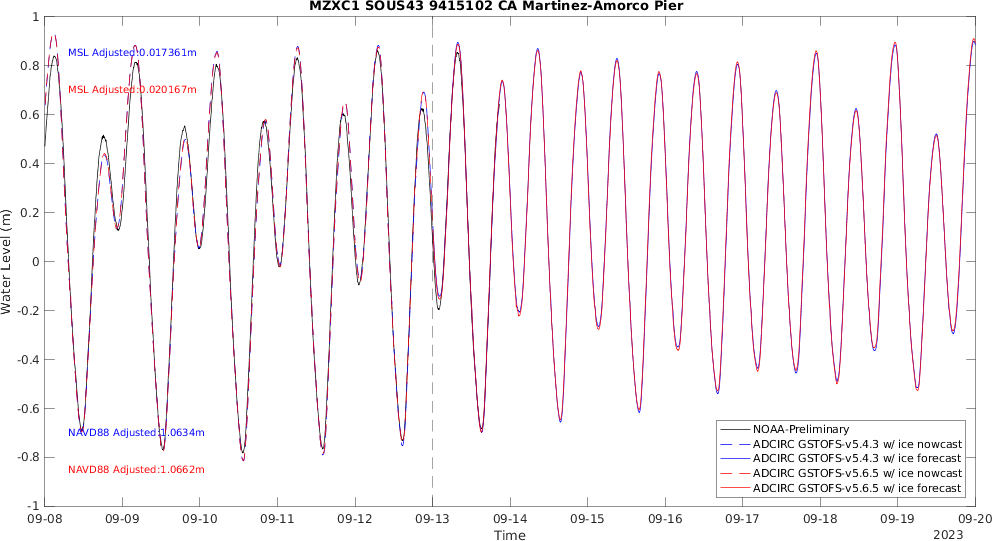 MZXC1 SOUS43 9415102 CA Martinez-Amorco Pier
1
0.8
0.6
0.4
0.2
0
-0.2
-0.4
-0.6
-0.8
-1
Water Level (m)
MSL Adjusted:0.017361m
MSL Adjusted:0.020167m
NAVD88 Adjusted:1.0634m
NAVD88 Adjusted:1.0662m
NOAA-Preliminary
ADCIRC GSTOFS-v5.4.3 w/ ice nowcast
ADCIRC GSTOFS-v5.4.3 w/ ice forecast
ADCIRC GSTOFS-v5.6.5 w/ ice nowcast
ADCIRC GSTOFS-v5.6.5 w/ ice forecast
09-08 09-09 09-10 09-11 09-12 09-13 09-14 09-15 09-16 09-17 09-18 09-19 09-20
Time
2023